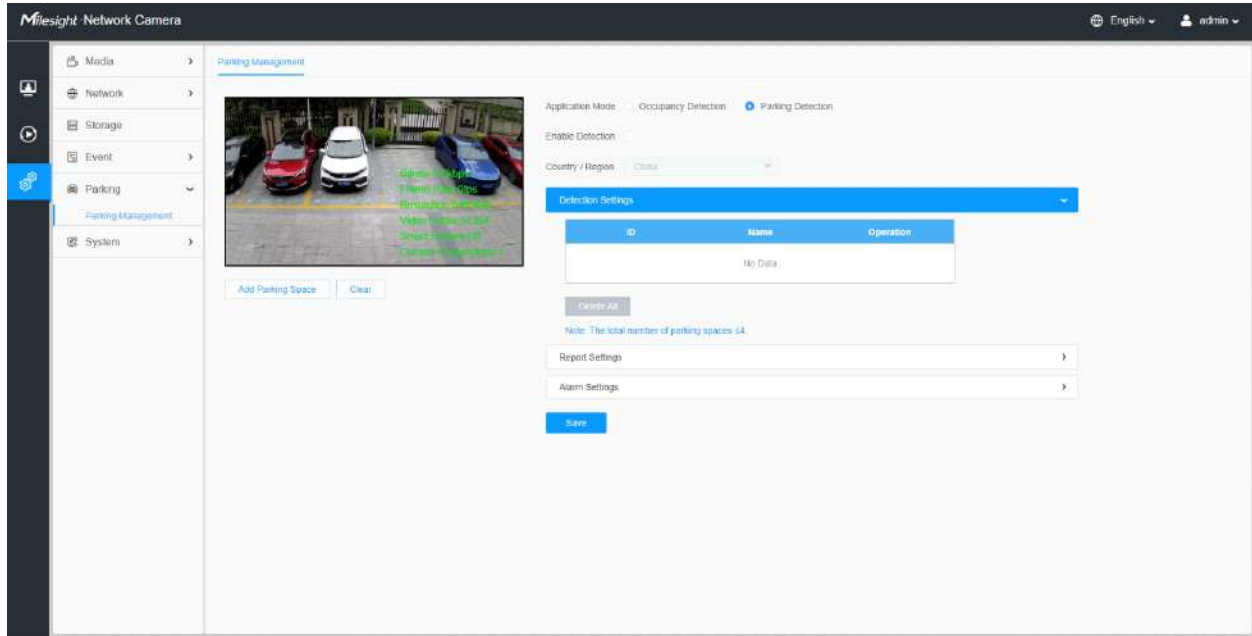 Milesight Network Camera
English
admin
Media
Network
Storage
Event
Parking
Parking Management
System
Parking Management
Add Parking Space
Clear
Application Mode
Occupancy Detection
Parking Detection
Enable Detection
Country / Region
China
Detection Settings
ID
Name
Operation
No Data
Delete All
Note: The total number of parking spaces ≤4
Report Settings
Alarm Settings
Save